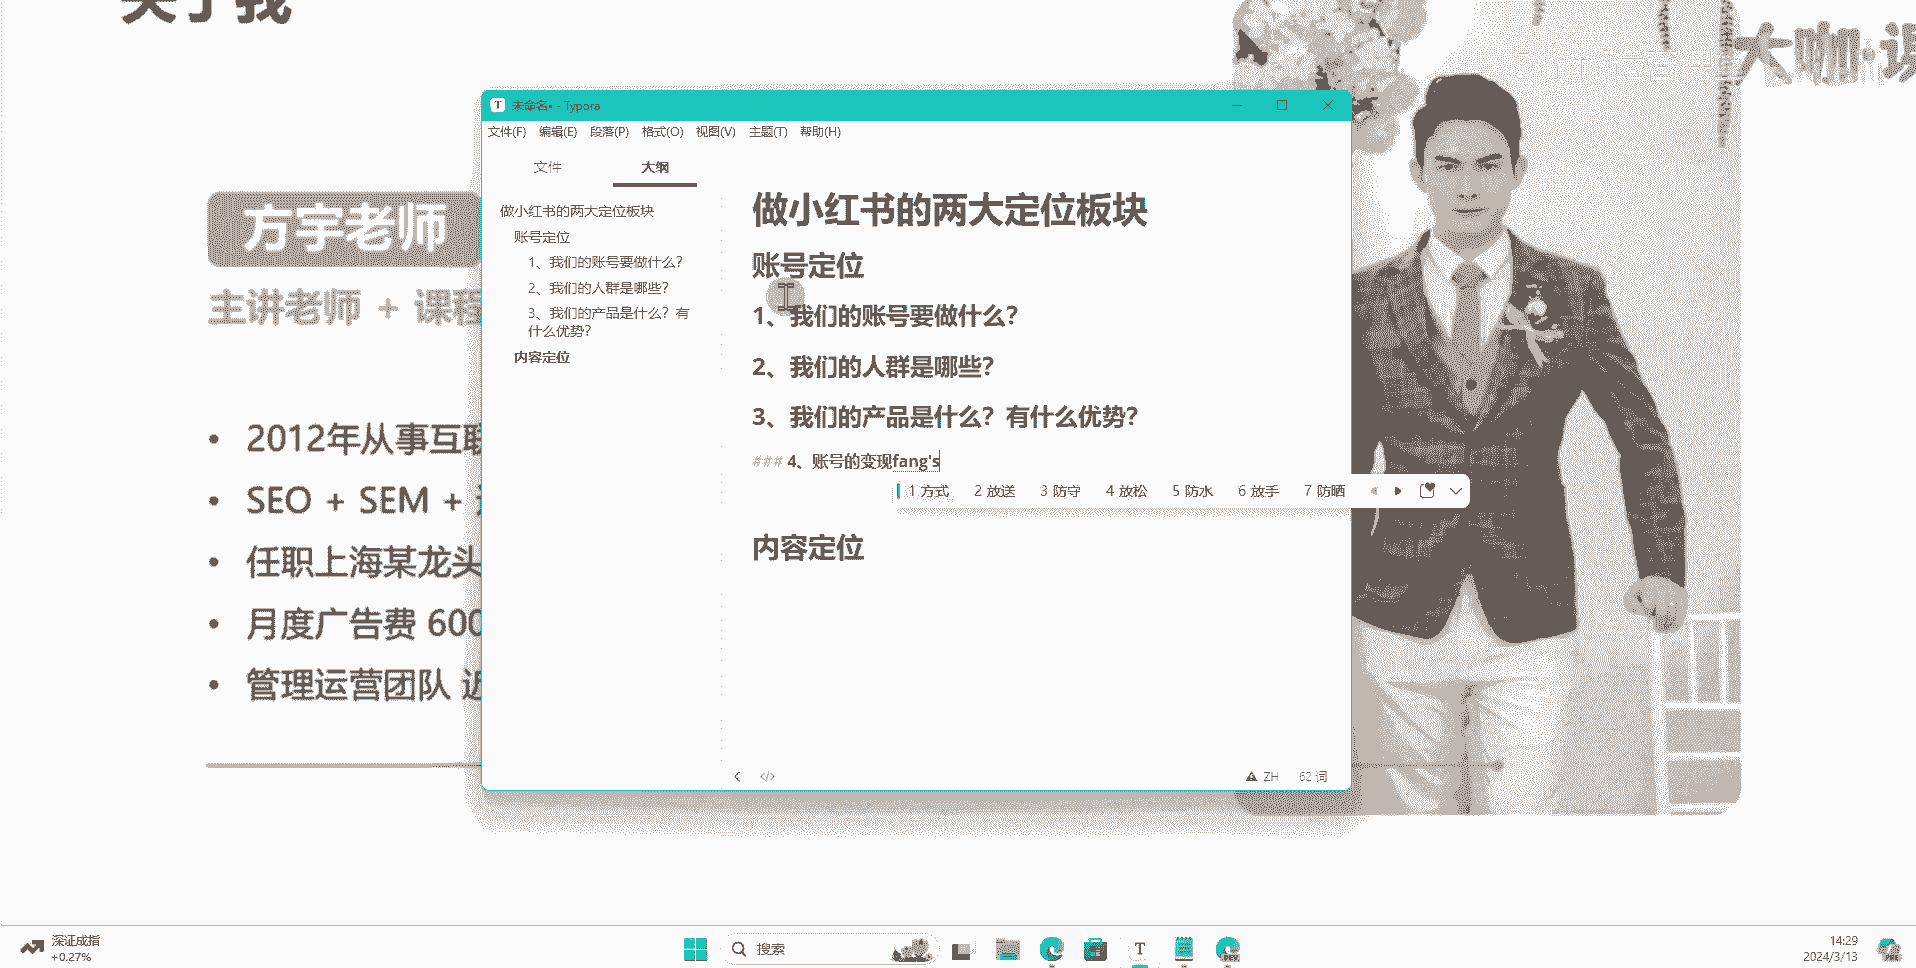 关于我
大咖·课
T 未命名• - Typora
文件(F) 编辑(E) 段落(P) 格式(O) 视图(V) 主题(T) 帮助(H)
文件 大纲
做小红书的两大定位板块
账号定位
1、我们的账号要做什么？
2、我们的人群是哪些？
3、我们的产品是什么？有
什么优势？
内容定位
做小红书的两大定位板块
账号定位
1、我们的账号要做什么？
2、我们的人群是哪些？
3、我们的产品是什么？有什么优势？
### 4、账号的变现fang's
1 方式 2 放送 3 防守 4 放松 5 防水 6 放手 7 防晒
内容定位
ZH 62 词
方宇老师
主讲老师 + 课程
• 2012年从事互联
• SEO + SEM +
• 任职上海某龙头
• 月度广告费 600
• 管理运营团队 近
深证成指
+0.27%
搜索
T
DEV
14:29
2024/3/13
PRE